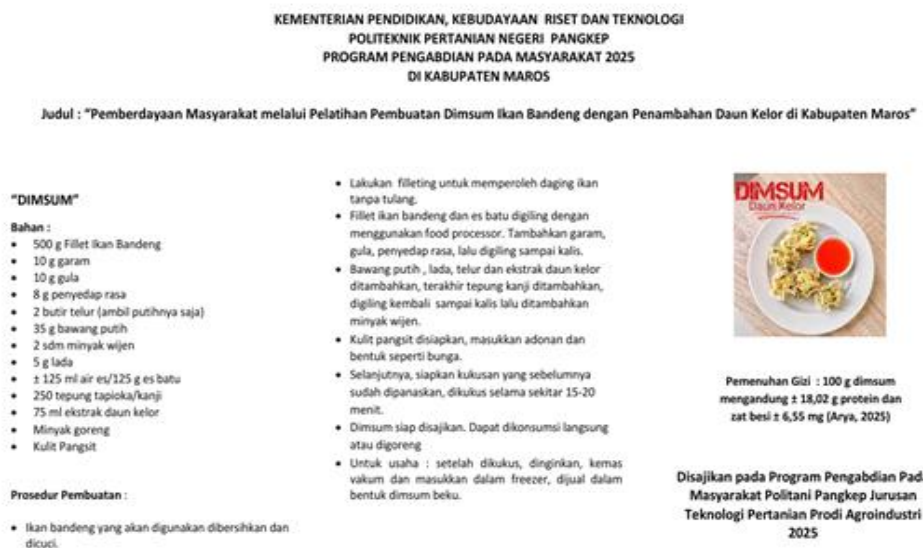 KEMENTERIAN PENDIDIKAN, KEBUDAYAAN RISET DAN TEKNOLOGI
POLITEKNIK PERTANIAN NEGERI PANGKEP
PROGRAM PENGABDIAN PADA MASYARAKAT 2025
DI KABUPATEN MAROS
Judul : “Pemberdayaan Masyarakat melalui Pelatihan Pembuatan Dimsum Ikan Bandeng dengan Penambahan Daun Kelor di Kabupaten Maros”
“DIMSUM”
Bahan :
• 500 g Fillet Ikan Bandeng
• 10 g garam
• 10 g gula
• 8 g penyedap rasa
• 2 butir telur (ambil putihnya saja)
• 35 g bawang putih
• 2 sdm minyak wijen
• 5 g lada
• ± 125 ml air es/125 g es batu
• 250 tepung tapioka/kanji
• 75 ml ekstrak daun kelor
• Minyak goreng
• Kulit Pangsit
Prosedur Pembuatan :
• Ikan bandeng yang akan digunakan dibersihkan dan
dicuci.
• Lakukan filleting untuk memperoleh daging ikan
tanpa tulang.
• Fillet ikan bandeng dan es batu digiling dengan
menggunakan food processor. Tambahkan garam,
gula, penyedap rasa, lalu digiling sampai kalis.
• Bawang putih , lada, telur dan ekstrak daun kelor
ditambahkan, terakhir tepung kanji ditambahkan,
digiling kembali sampai kalis lalu ditambahkan
minyak wijen.
• Kulit pangsit disiapkan, masukkan adonan dan
bentuk seperti bunga.
• Selanjutnya, siapkan kukusan yang sebelumnya
sudah dipanaskan, dikukus selama sekitar 15-20
menit.
• Dimsum siap disajikan. Dapat dikonsumsi langsung
atau digoreng
• Untuk usaha : setelah dikukus, dinginkan, kemas
vakum dan masukkan dalam freezer, dijual dalam
bentuk dimsum beku.
DIMSUM
Daun Kelor
Pemenuhan Gizi : 100 g dimsum
mengandung ± 18,02 g protein dan
zat besi ± 6,55 mg (Arya, 2025)
Disajikan pada Program Pengabdian Pada
Masyarakat Politani Pangkep Jurusan
Teknologi Pertanian Prodi Agroindustri
2025